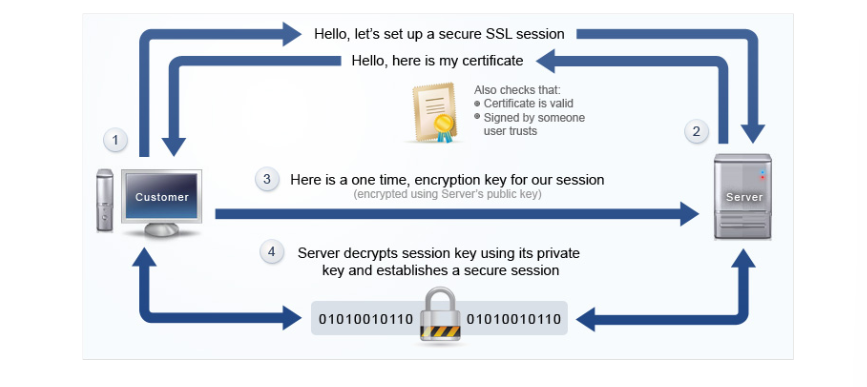 Hello, let's set up a secure SSL session
Hello, here is my certificate
Also checks that:
Certificate is valid
Signed by someone
user trusts
1
2
Customer
Server
3
Here is a one time, encryption key for our session
(encrypted using Server's public key)
4
Server decrypts session key using its private
key and establishes a secure session
01010010110
01010010110